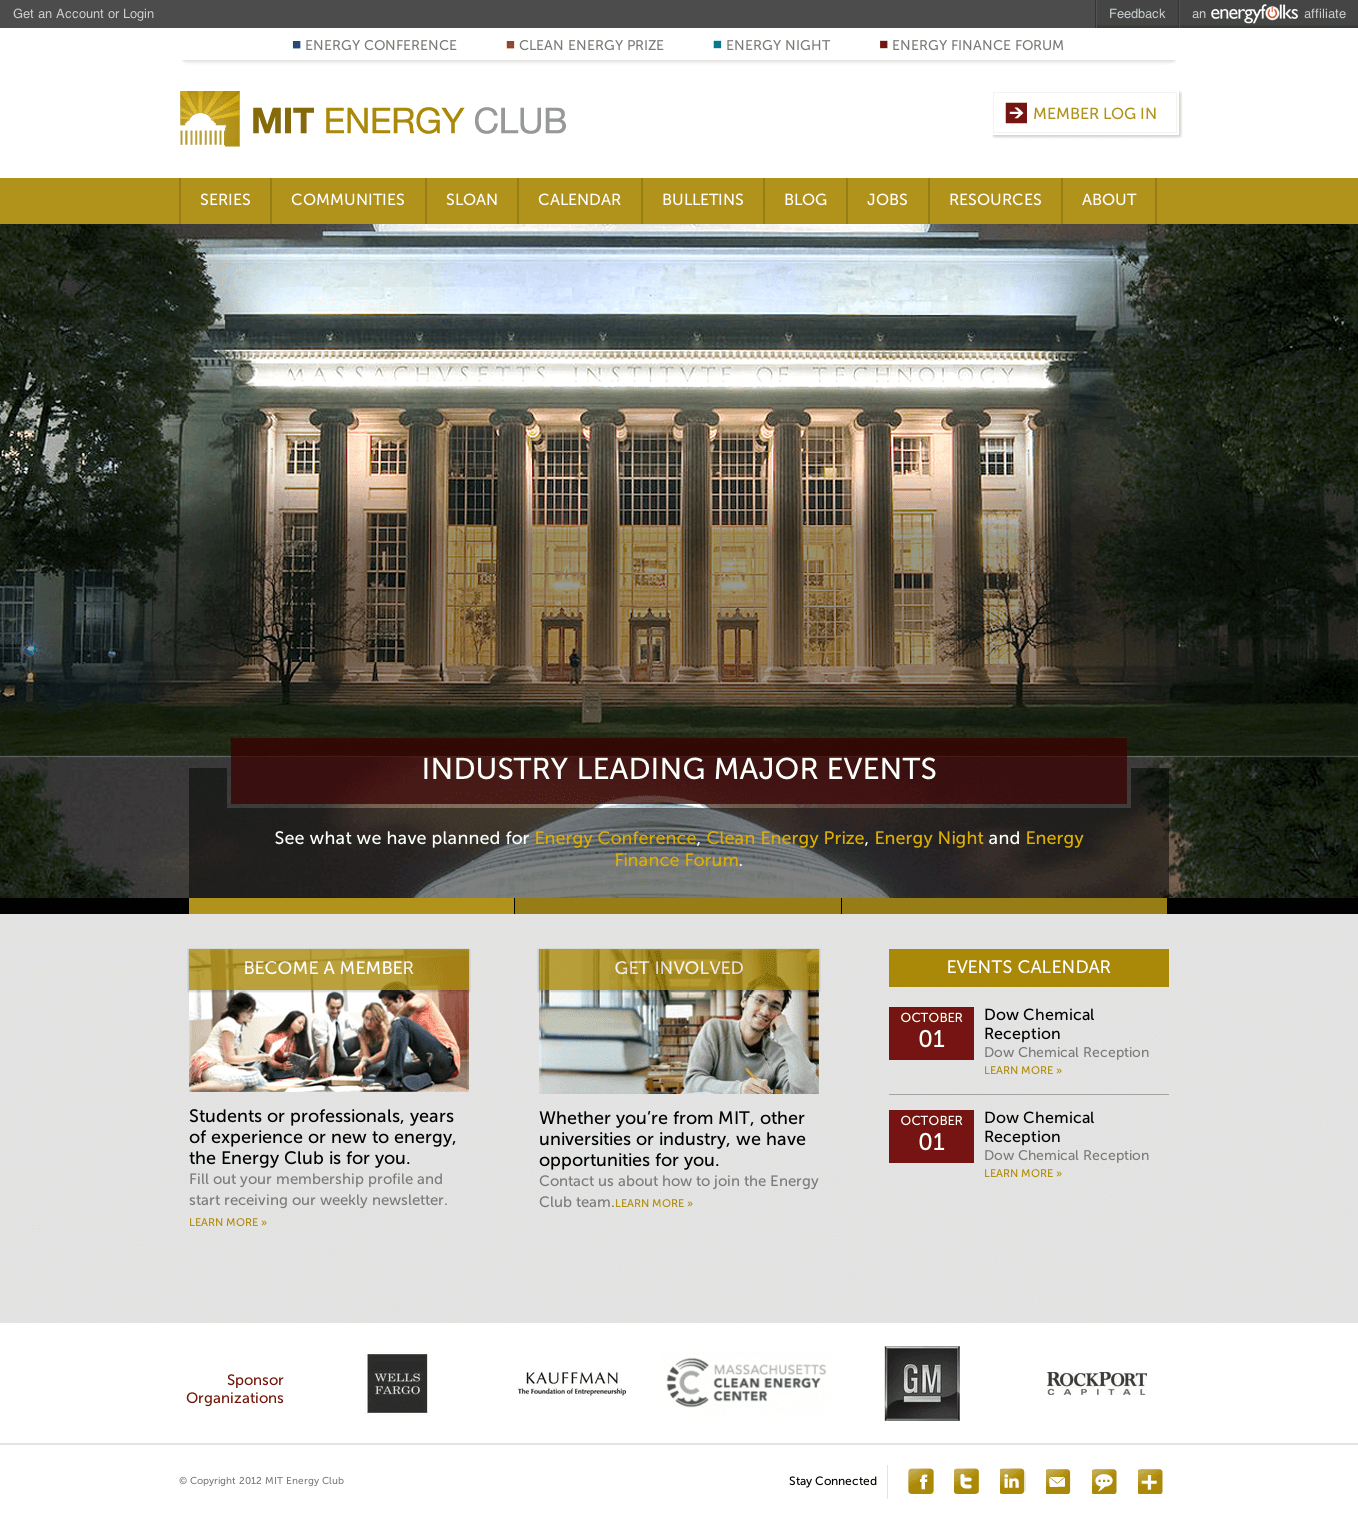 Get an Account or Login
Feedback
an energyfolks affiliate
ENERGY CONFERENCE
CLEAN ENERGY PRIZE
ENERGY NIGHT
ENERGY FINANCE FORUM
MIT ENERGY CLUB
MEMBER LOG IN
SERIES
COMMUNITIES
SLOAN
CALENDAR
BULLETINS
BLOG
JOBS
RESOURCES
ABOUT
MASSACHVSETTS INSTITVTE OF TECHNOLOGY
INDUSTRY LEADING MAJOR EVENTS
See what we have planned for Energy Conference, Clean Energy Prize, Energy Night and Energy
Finance Forum.
BECOME A MEMBER
Students or professionals, years
of experience or new to energy,
the Energy Club is for you.
Fill out your membership profile and
start receiving our weekly newsletter.
LEARN MORE »
GET INVOLVED
Whether you're from MIT, other
universities or industry, we have
opportunities for you.
Contact us about how to join the Energy
Club team.LEARN MORE »
EVENTS CALENDAR
OCTOBER
01
Dow Chemical
Reception
Dow Chemical Reception
LEARN MORE »
OCTOBER
01
Dow Chemical
Reception
Dow Chemical Reception
LEARN MORE »
Sponsor
Organizations
WELLS
FARGO
KAUFFMAN
The Foundation of Entrepreneurship
MASSACHUSETTS
CLEAN ENERGY
CENTER
GM
ROCKPORT
CAPITAL
© Copyright 2012 MIT Energy Club
Stay Connected